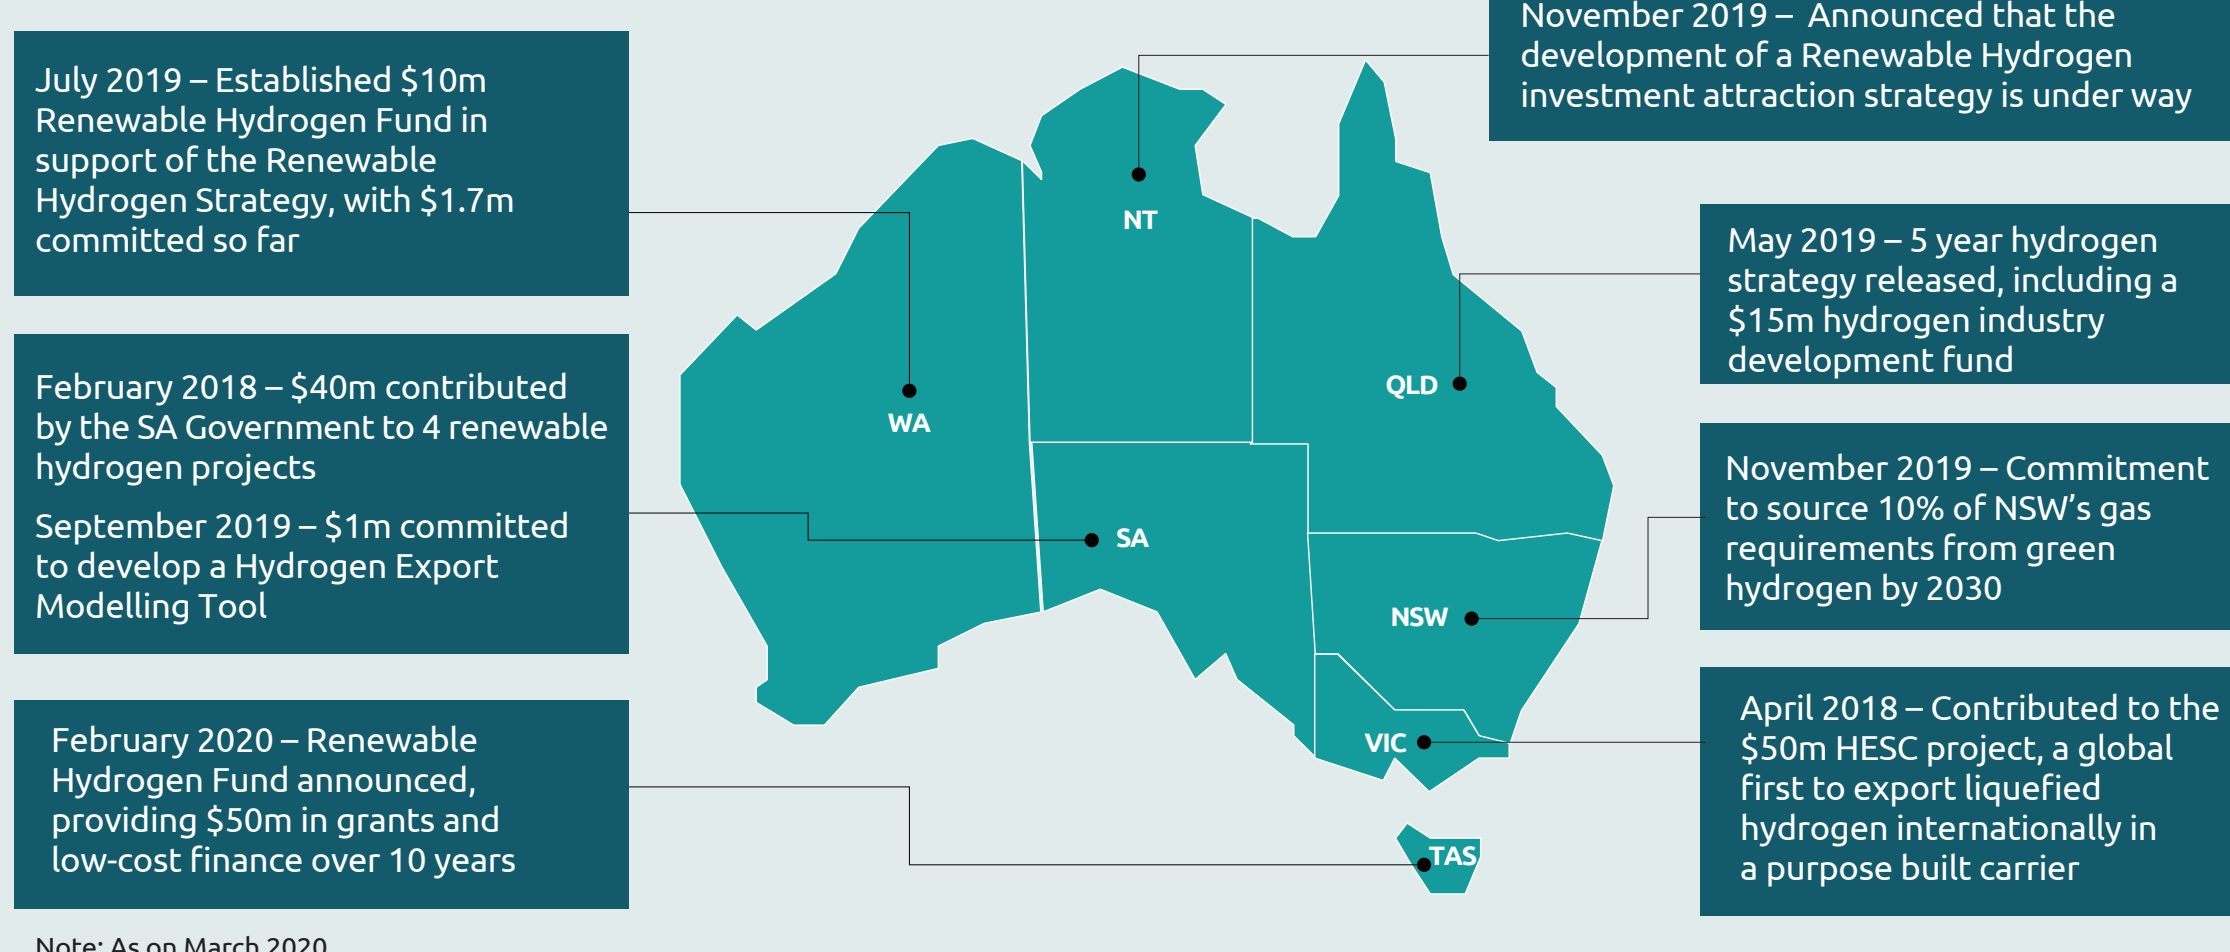 July 2019 – Established $10m
Renewable Hydrogen Fund in
support of the Renewable
Hydrogen Strategy, with $1.7m
committed so far
February 2018 – $40m contributed
by the SA Government to 4 renewable
hydrogen projects
September 2019 – $1m committed
to develop a Hydrogen Export
Modelling Tool
February 2020 – Renewable
Hydrogen Fund announced,
providing $50m in grants and
low-cost finance over 10 years
NT
WA
QLD
SA
NSW
VIC
TAS
November 2019 – Announced that the
development of a Renewable Hydrogen
investment attraction strategy is under way
May 2019 – 5 year hydrogen
strategy released, including a
$15m hydrogen industry
development fund
November 2019 – Commitment
to source 10% of NSW’s gas
requirements from green
hydrogen by 2030
April 2018 – Contributed to the
$50m HESC project, a global
first to export liquefied
hydrogen internationally in
a purpose built carrier
Note: As on March 2020